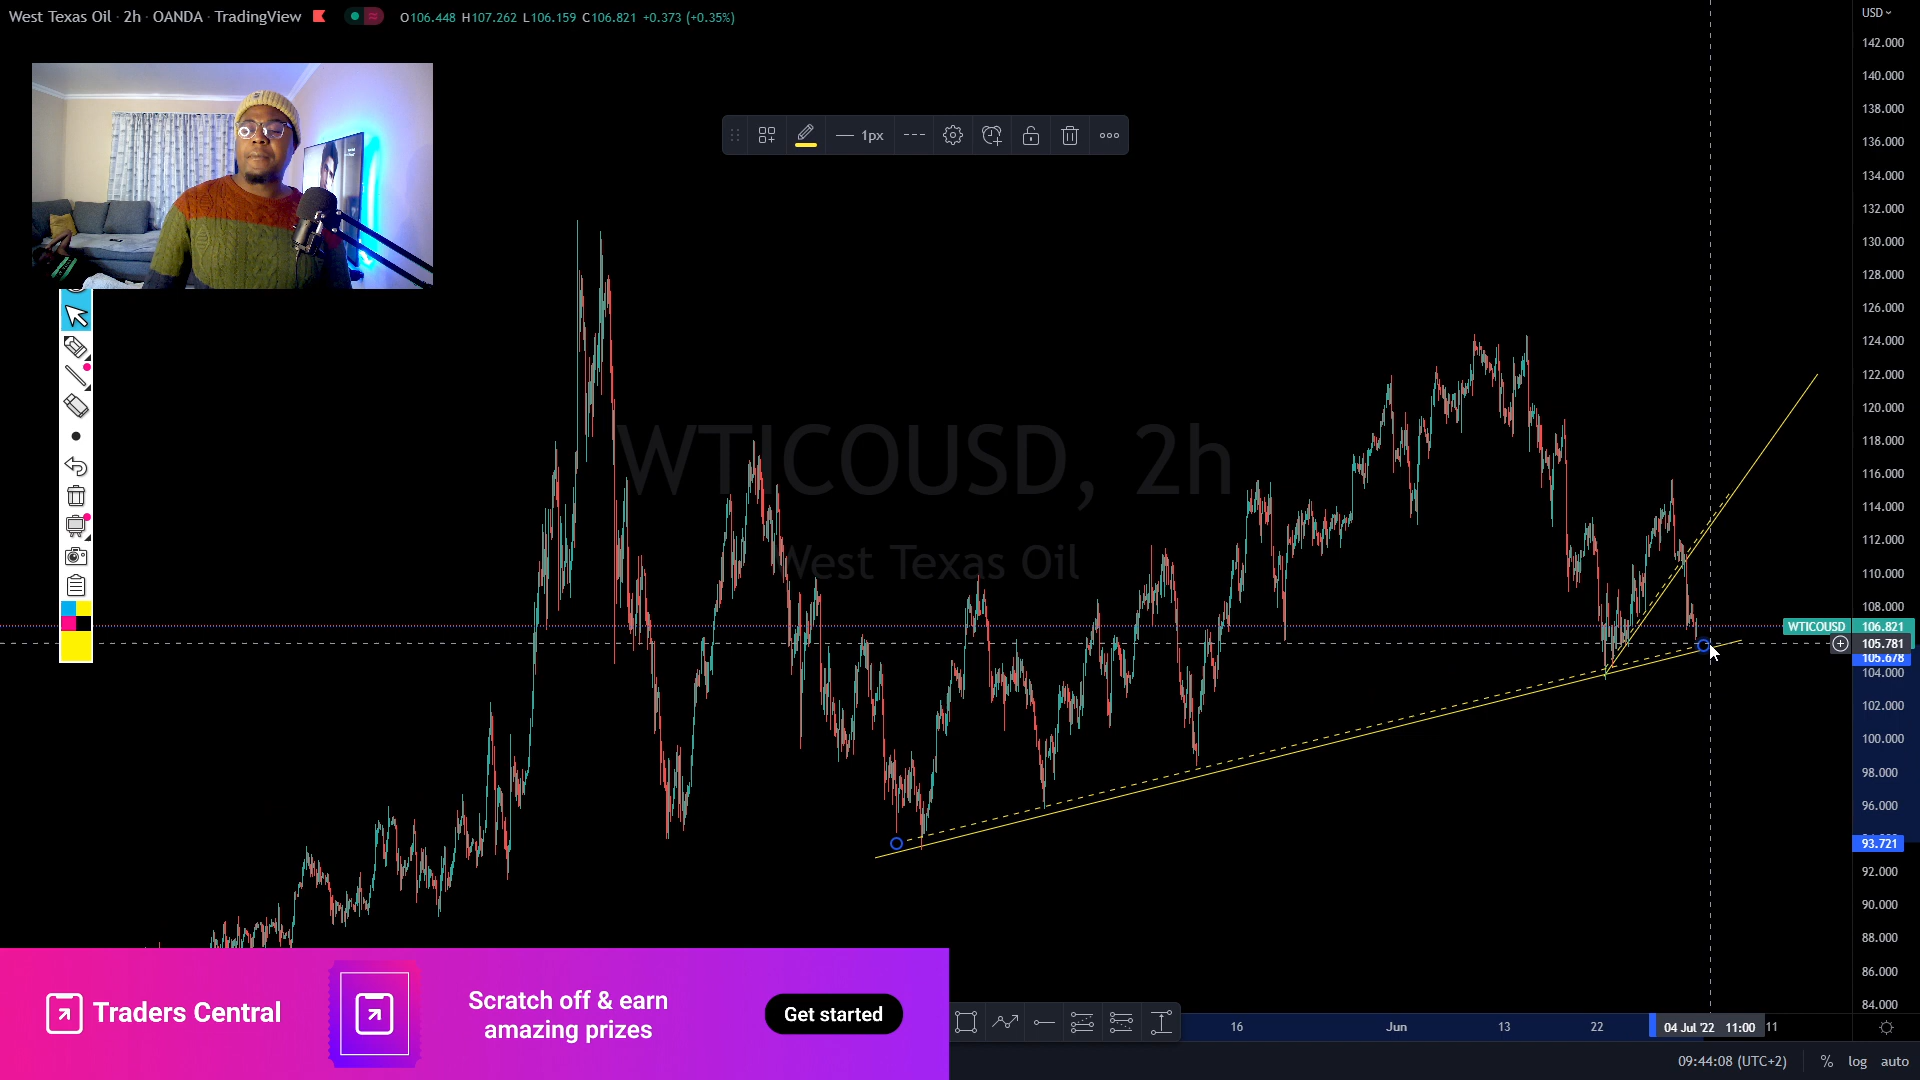 West Texas Oil · 2h · OANDA · TradingView
O106.448 H107.262 L106.159 C106.821 +0.373 (+0.35%)
USD
142.000
140.000
138.000
1px
136.000
134.000
132.000
130.000
128.000
126.000
124.000
122.000
120.000
118.000
116.000
114.000
112.000
110.000
108.000
WTICOUSD, 2h
West Texas Oil
WTICOUSD 106.821
105.781
105.678
104.000
102.000
100.000
98.000
96.000
93.721
92.000
90.000
88.000
86.000
84.000
Traders Central
Scratch off & earn
amazing prizes
Get started
16 Jun 13 22 04 Jul '22 11:00 11
09:44:08 (UTC+2) % log auto